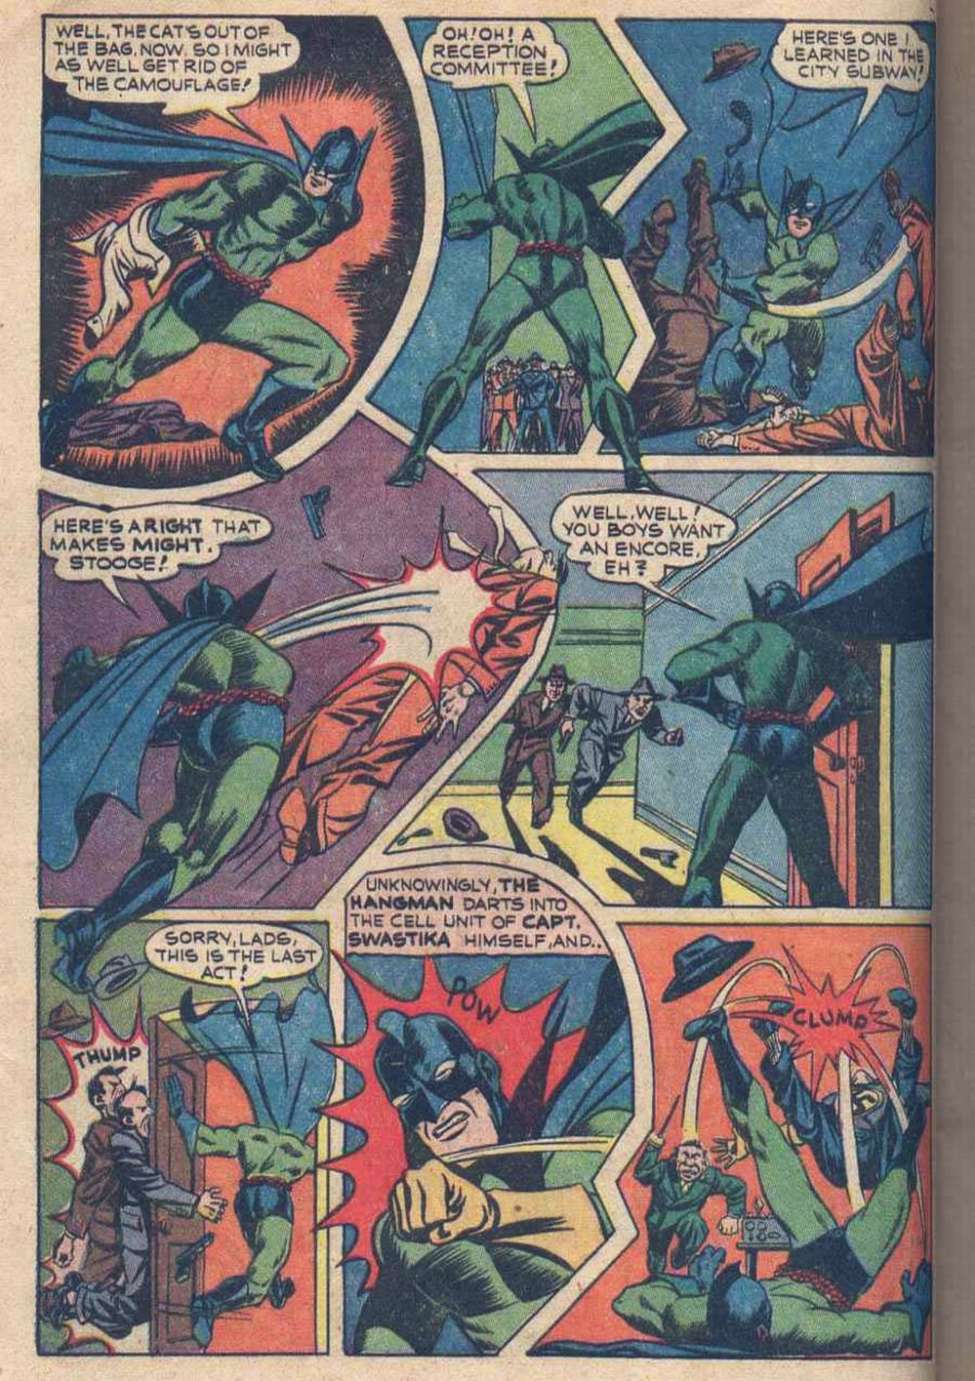 WELL, THE CAT'S OUT OF
THE BAG, NOW. SO I MIGHT
AS WELL GET RID OF
THE CAMOUFLAGE!
OH! OH! A
RECEPTION
COMMITTEE!
HERE'S ONE I
LEARNED IN THE
CITY SUBWAY!
HERE'S A RIGHT THAT
MAKES MIGHT.
STOOGE!
WELL, WELL!
YOU BOYS WANT
AN ENCORE,
EH?
SORRY, LADS,
THIS IS THE LAST
ACT!
THUMP
UNKNOWINGLY, THE
HANGMAN DARTS INTO
THE CELL UNIT OF CAPT.
SWASTIKA HIMSELF, AND..
POW
CLUMP